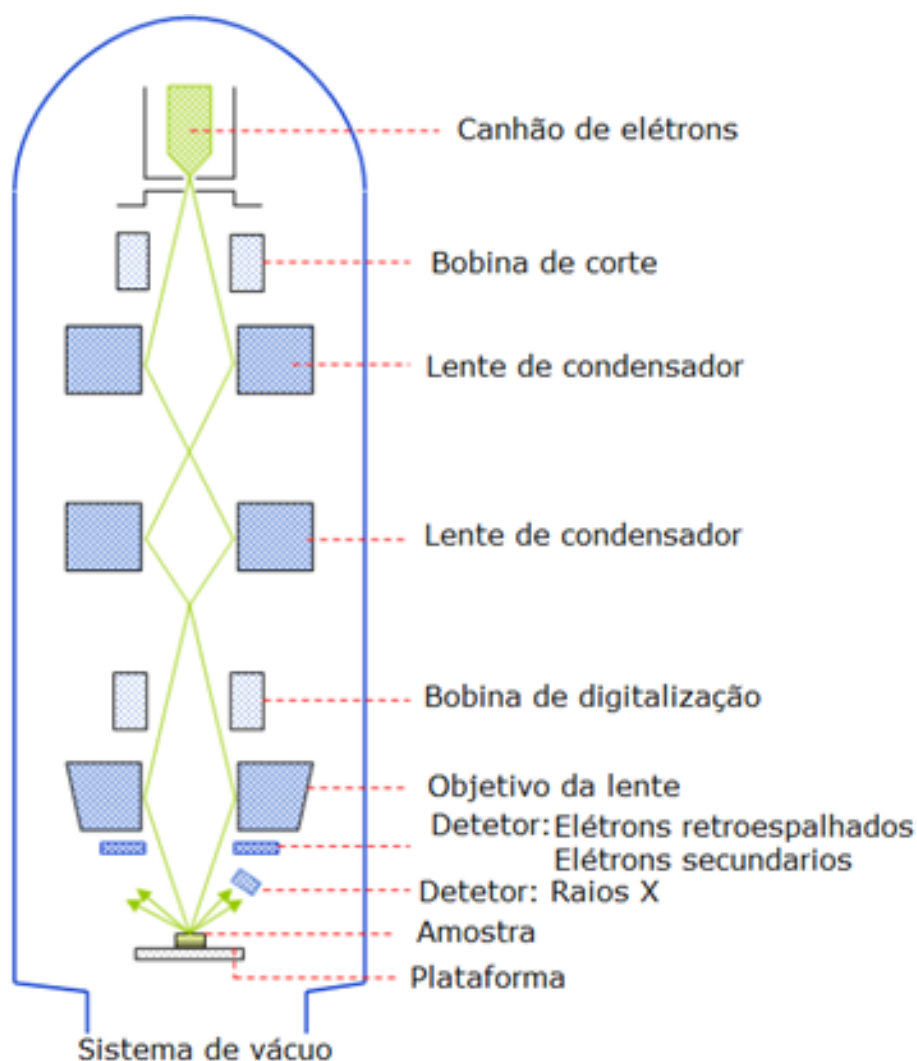 Canhão de elétrons
Bobina de corte
Lente de condensador
Lente de condensador
Bobina de digitalização
Objetivo da lente
Detetor: Elétrons retroespalhados
Elétrons secundarios
Detetor: Raios X
Amostra
Plataforma
Sistema de vácuo